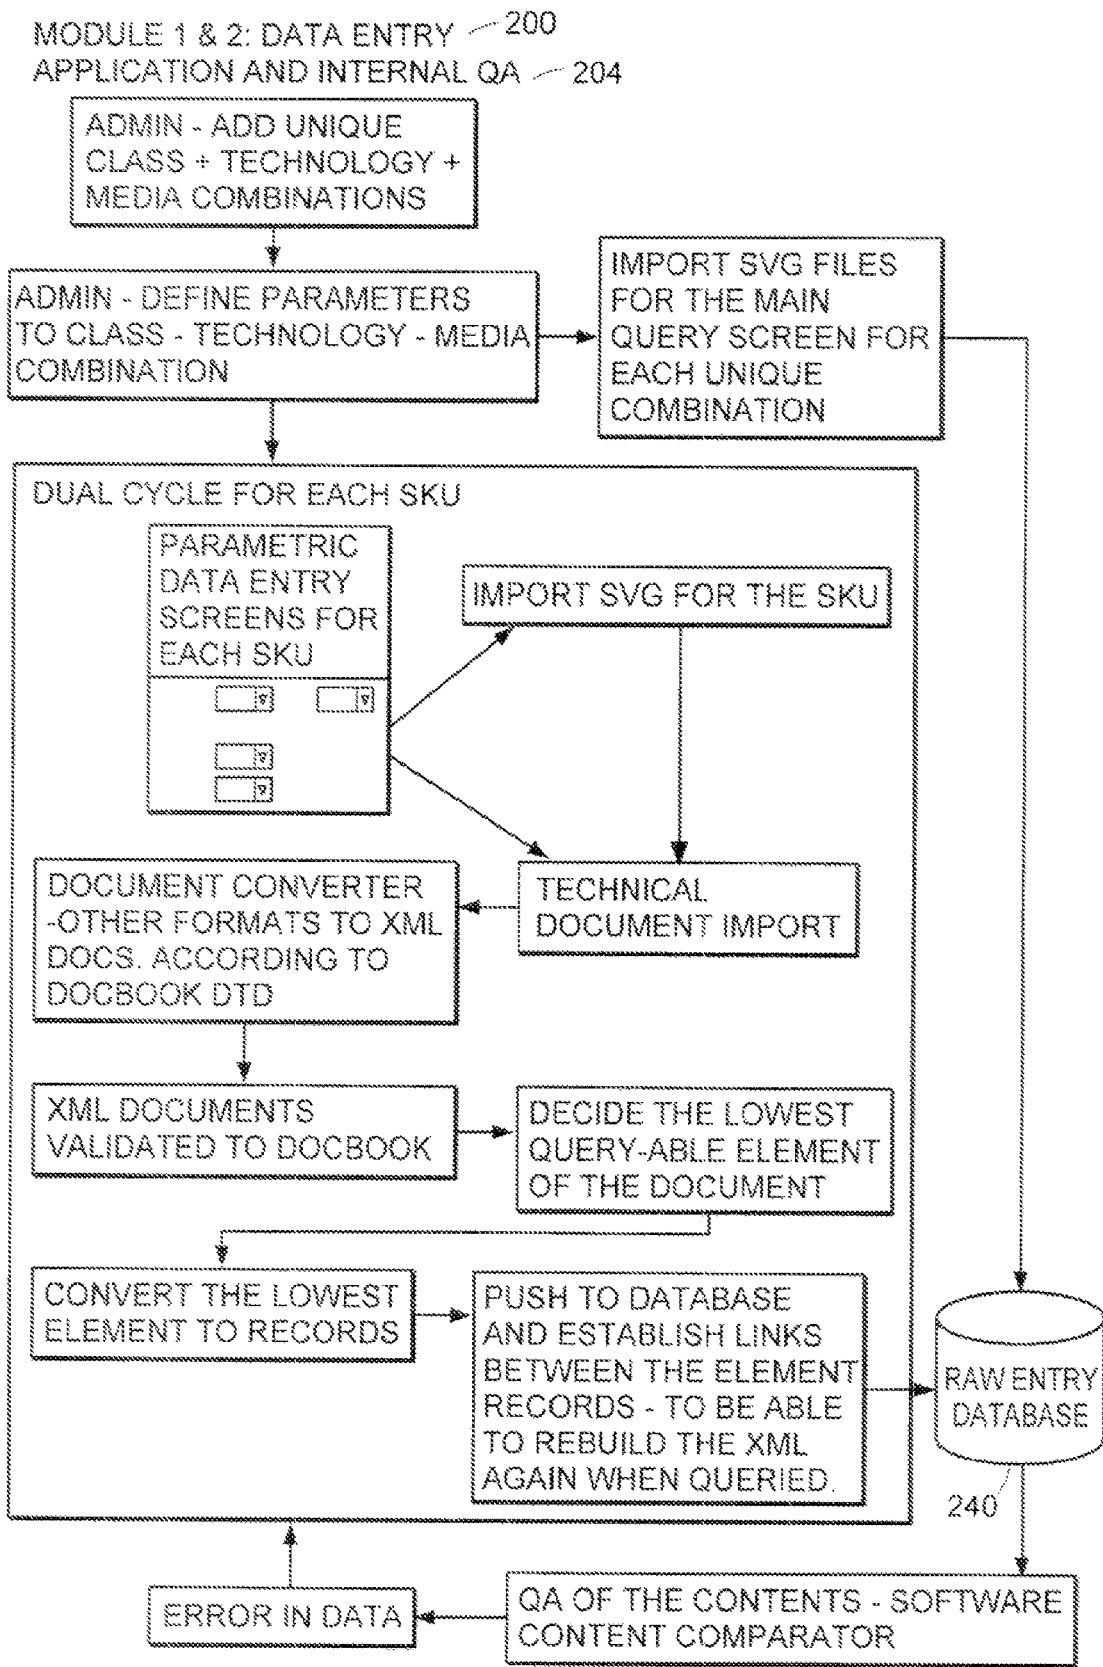 MODULE 1 & 2: DATA ENTRY 200
APPLICATION AND INTERNAL QA 204
ADMIN - ADD UNIQUE
CLASS + TECHNOLOGY +
MEDIA COMBINATIONS
ADMIN - DEFINE PARAMETERS
TO CLASS - TECHNOLOGY - MEDIA
COMBINATION
IMPORT SVG FILES
FOR THE MAIN
QUERY SCREEN FOR
EACH UNIQUE
COMBINATION
DUAL CYCLE FOR EACH SKU
PARAMETRIC
DATA ENTRY
SCREENS FOR
EACH SKU
IMPORT SVG FOR THE SKU
TECHNICAL
DOCUMENT IMPORT
DOCUMENT CONVERTER
-OTHER FORMATS TO XML
DOCS. ACCORDING TO
DOCBOOK DTD
XML DOCUMENTS
VALIDATED TO DOCBOOK
DECIDE THE LOWEST
QUERY-ABLE ELEMENT
OF THE DOCUMENT
CONVERT THE LOWEST
ELEMENT TO RECORDS
PUSH TO DATABASE
AND ESTABLISH LINKS
BETWEEN THE ELEMENT
RECORDS - TO BE ABLE
TO REBUILD THE XML
AGAIN WHEN QUERIED.
RAW ENTRY
DATABASE
240
QA OF THE CONTENTS - SOFTWARE
CONTENT COMPARATOR
ERROR IN DATA